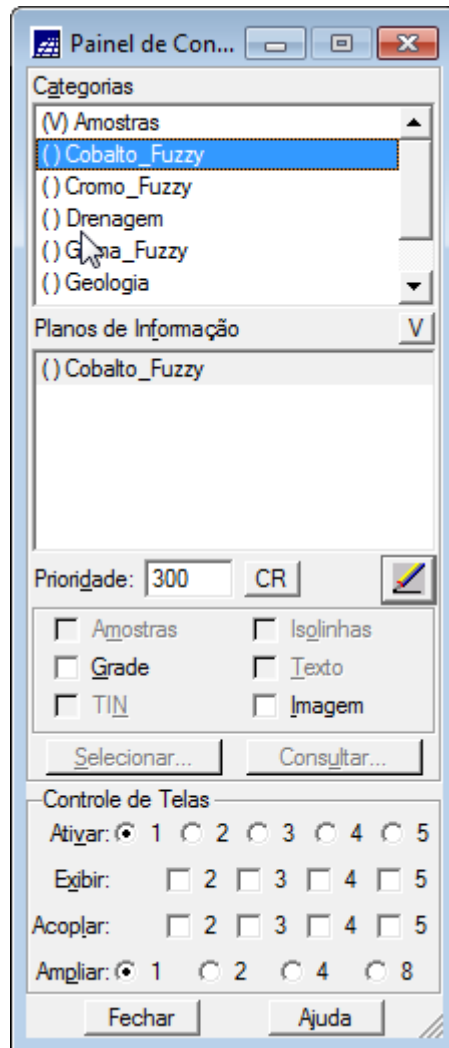 Painel de Con...
Categorias
(V) Amostras
( ) Cobalto_Fuzzy
( ) Cromo_Fuzzy
( ) Drenagem
( ) G ma_Fuzzy
( ) Geologia
Planos de Informação V
( ) Cobalto_Fuzzy
Prioridade: 300 CR
Amostras Isolinhas
Grade Texto
TIN Imagem
Selecionar... Consultar...
Controle de Telas
Ativar: 1 2 3 4 5
Exibir: 2 3 4 5
Acoplar: 2 3 4 5
Ampliar: 1 2 4 8
Fechar Ajuda